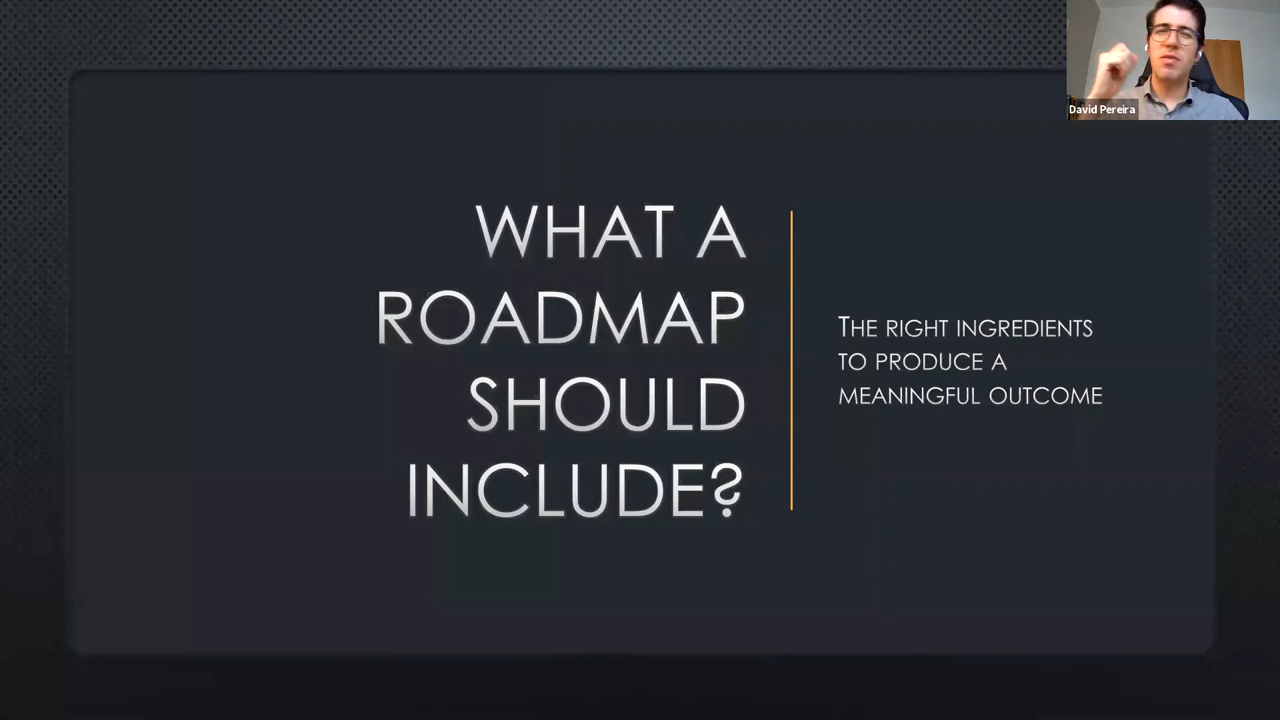 David Pereira
WHAT A
ROADMAP
SHOULD
INCLUDE?
THE RIGHT INGREDIENTS
TO PRODUCE A
MEANINGFUL OUTCOME